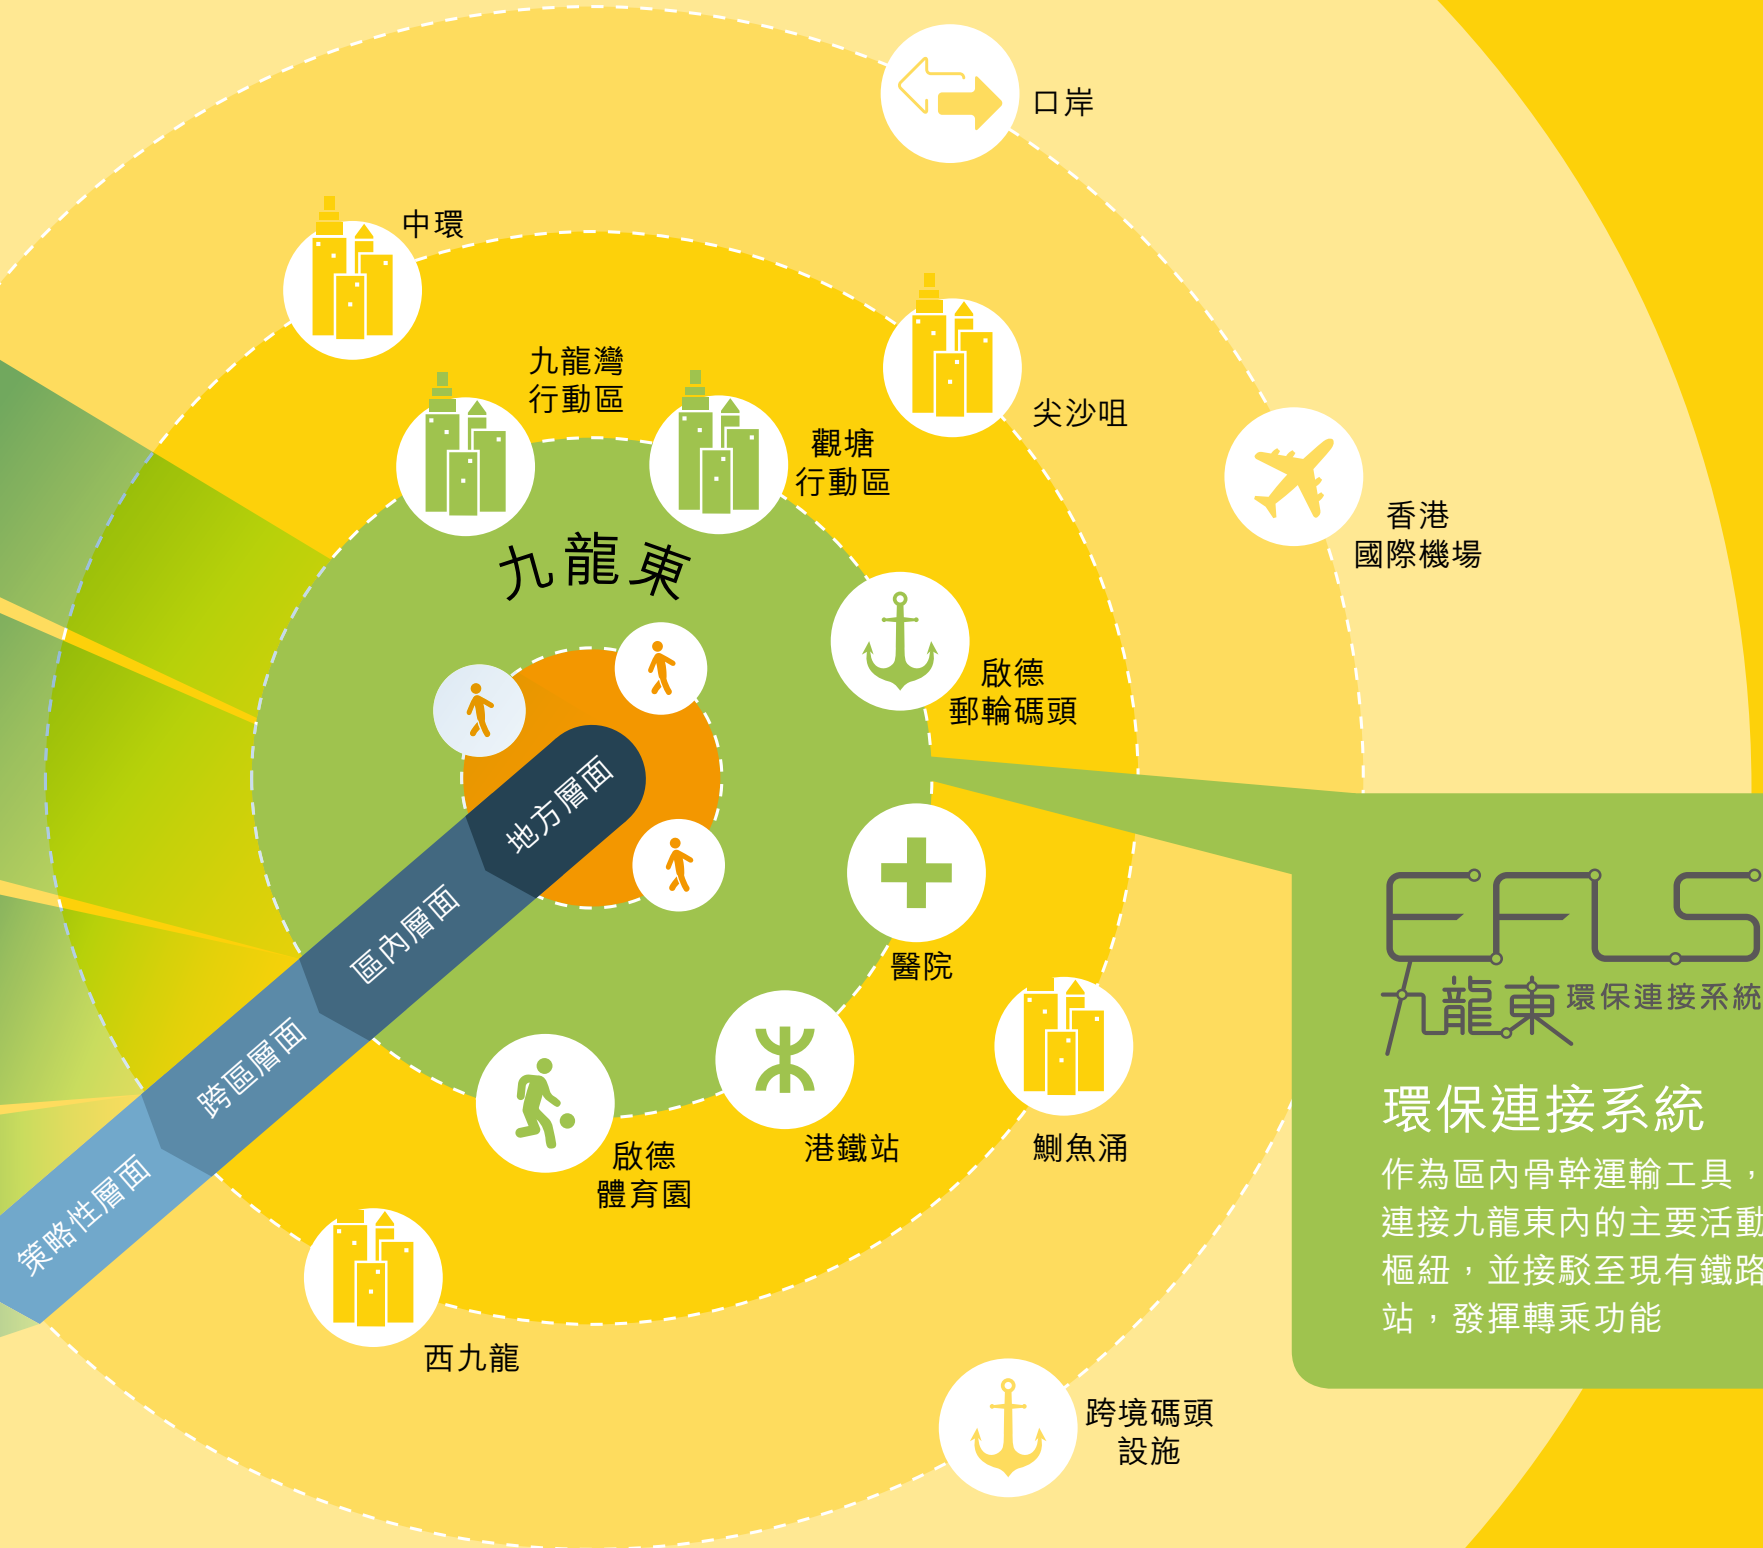 口岸
中環
九龍灣
行動區
尖沙咀
觀塘
行動區
香港
國際機場
九龍東
啟德
郵輪碼頭
地方層面
區內層面
跨區層面
策略性層面
醫院
港鐵站
鰂魚涌
啟德
體育園
西九龍
跨境碼頭
設施
EFLS
九龍東環保連接系統
環保連接系統
作為區內骨幹運輸工具，
連接九龍東內的主要活動
樞紐，並接駁至現有鐵路
站，發揮轉乘功能